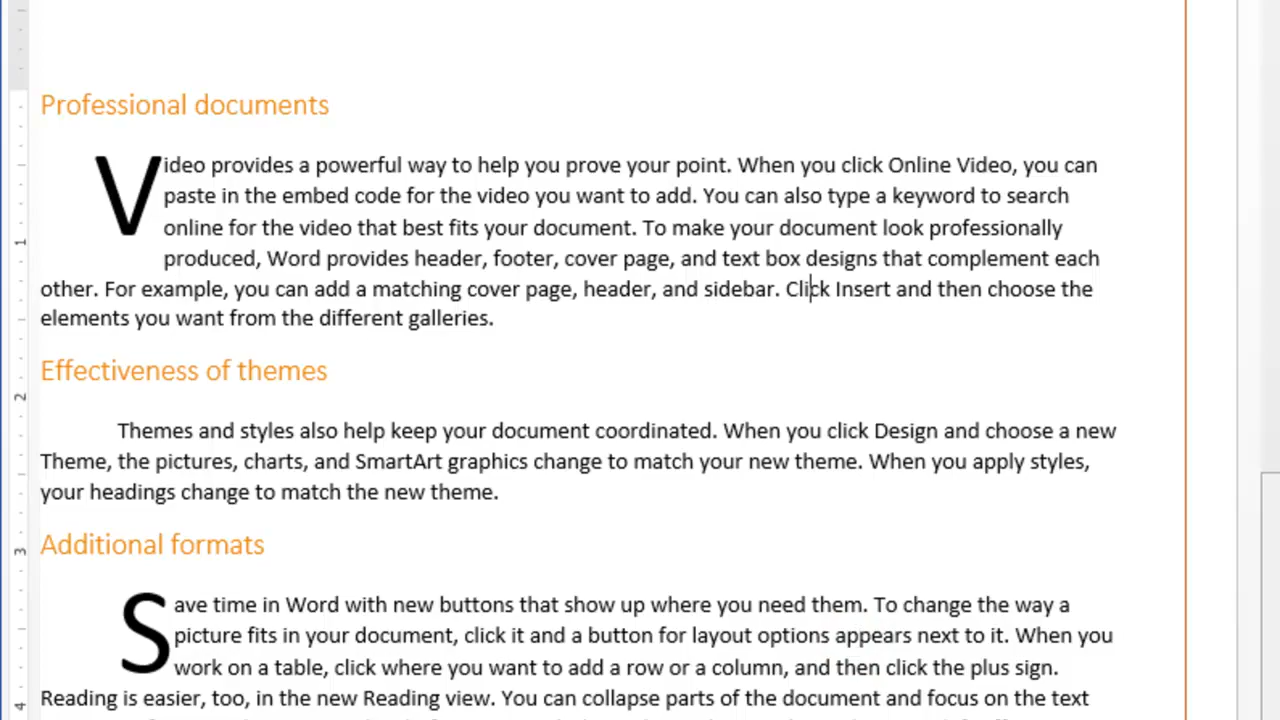 Professional documents
Video provides a powerful way to help you prove your point. When you click Online Video, you can
paste in the embed code for the video you want to add. You can also type a keyword to search
online for the video that best fits your document. To make your document look professionally
produced, Word provides header, footer, cover page, and text box designs that complement each
other. For example, you can add a matching cover page, header, and sidebar. Click Insert and then choose the
elements you want from the different galleries.
Effectiveness of themes
Themes and styles also help keep your document coordinated. When you click Design and choose a new
Theme, the pictures, charts, and SmartArt graphics change to match your new theme. When you apply styles,
your headings change to match the new theme.
Additional formats
Save time in Word with new buttons that show up where you need them. To change the way a
picture fits in your document, click it and a button for layout options appears next to it. When you
work on a table, click where you want to add a row or a column, and then click the plus sign.
Reading is easier, too, in the new Reading view. You can collapse parts of the document and focus on the text
1
2
3
4